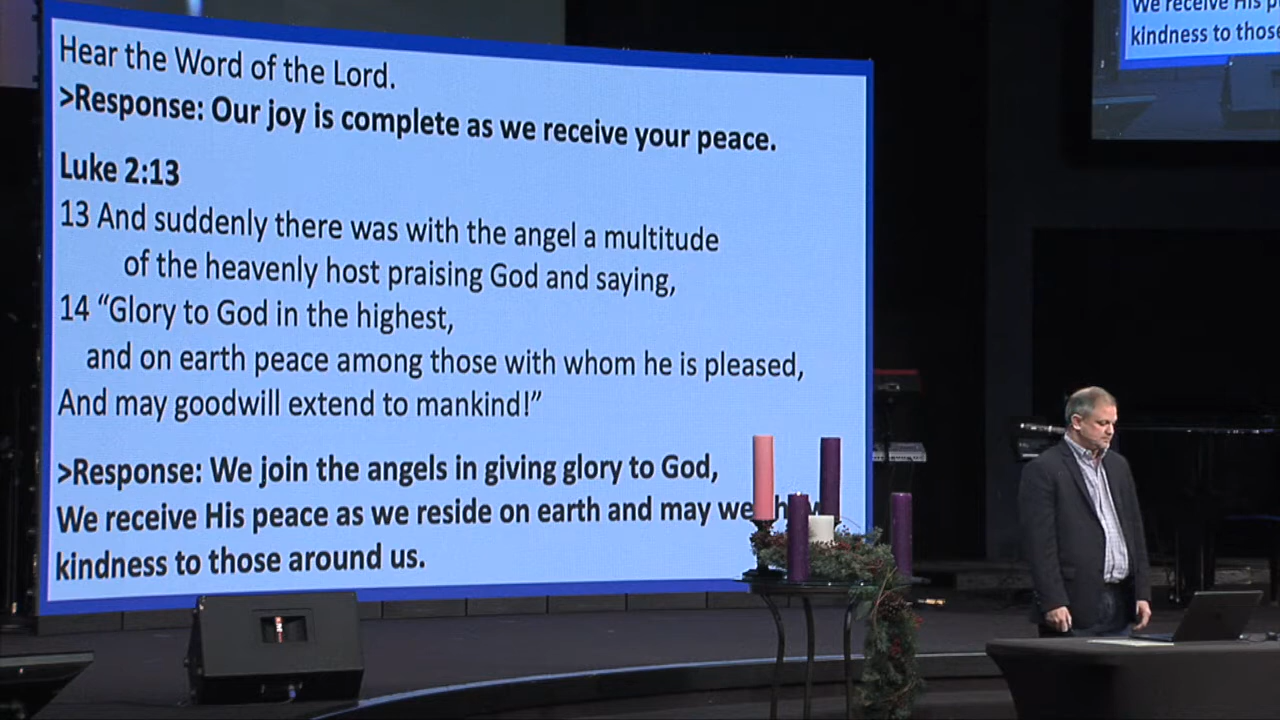 Hear the Word of the Lord.
>Response: Our joy is complete as we receive your peace.
Luke 2:13
13 And suddenly there was with the angel a multitude
of the heavenly host praising God and saying,
14 “Glory to God in the highest,
and on earth peace among those with whom he is pleased,
And may goodwill extend to mankind!”
>Response: We join the angels in giving glory to God,
We receive His peace as we reside on earth and may we
kindness to those around us.
We receive His
kindness to those